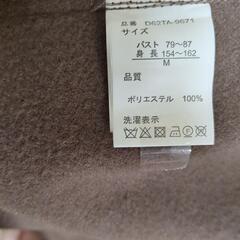 品番 D62TA-9671
サイズ
バスト 79～87
身長 154～162
M
品質
ポリエステル 100%
洗濯表示